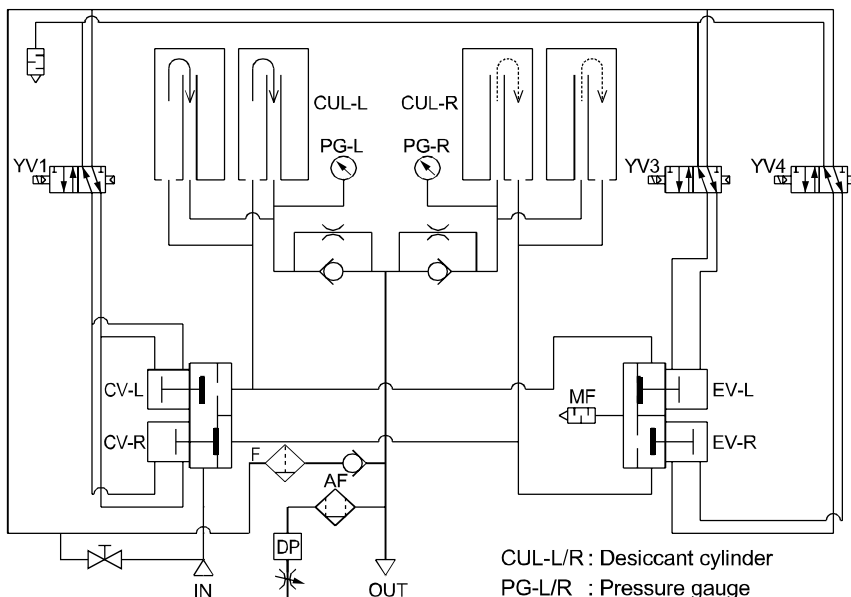 CUL-L
CUL-R
PG-L
PG-R
YV1
YV3
YV4
CV-L
CV-R
MF
EV-L
EV-R
F
AF
DP
IN
OUT
CUL-L/R : Desiccant cylinder
PG-L/R : Pressure gauge